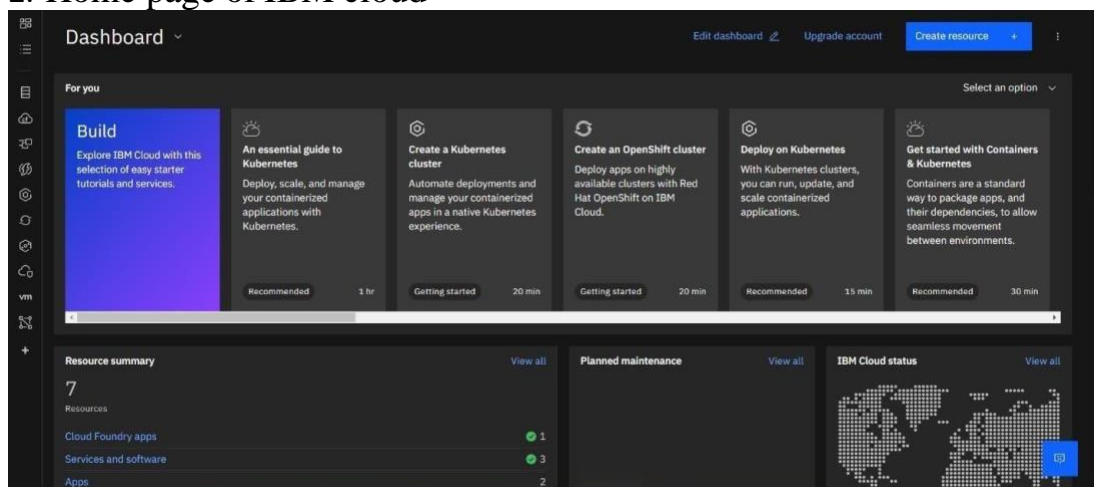 2. Home page of IBM cloud
Dashboard
Edit dashboard
Upgrade account
Create resource +
For you
Select an option
Build
Explore IBM Cloud with this
selection of easy starter
tutorials and services.
An essential guide to
Kubernetes
Deploy, scale, and manage
your containerized
applications with
Kubernetes.
Recommended 1 hr
Create a Kubernetes
cluster
Automate deployments and
manage your containerized
apps in a native Kubernetes
experience.
Getting started 20 min
Create an OpenShift cluster
Deploy apps on highly
available clusters with Red
Hat OpenShift on IBM
Cloud.
Getting started 20 min
Deploy on Kubernetes
With Kubernetes clusters,
you can run, update, and
scale containerized
applications.
Recommended 15 min
Get started with Containers
& Kubernetes
Containers are a standard
way to package apps, and
their dependencies, to allow
seamless movement
between environments.
Recommended 30 min
vm
Resource summary View all
7
Resources
Cloud Foundry apps 1
Services and software 3
Apps 2
Planned maintenance View all
IBM Cloud status View all